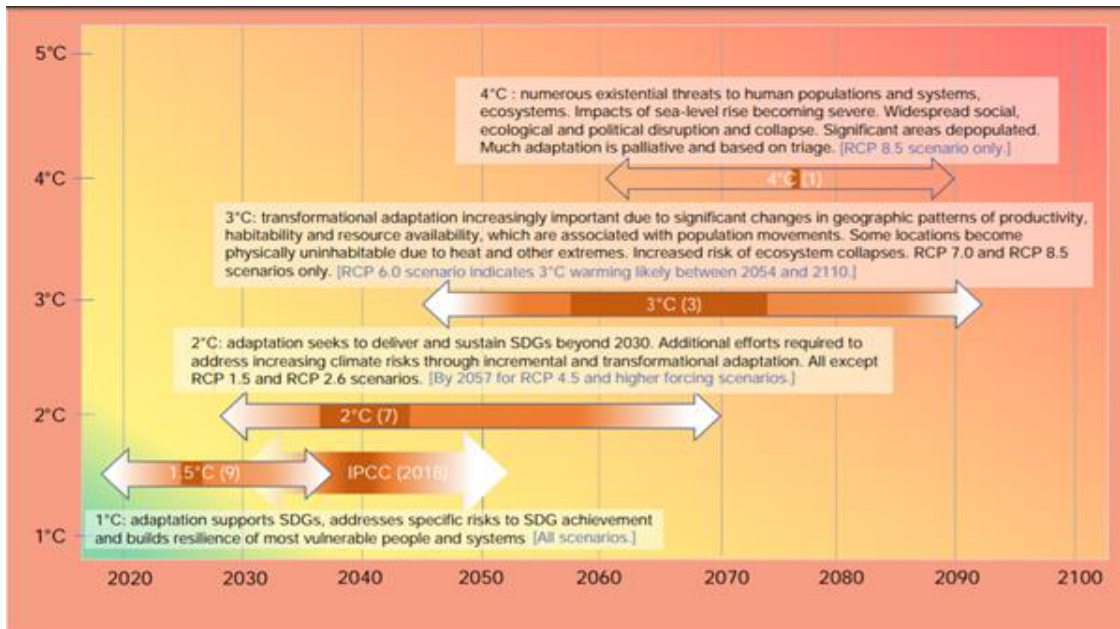 5°C
4°C : numerous existential threats to human populations and systems,
ecosystems. Impacts of sea-level rise becoming severe. Widespread social,
ecological and political disruption and collapse. Significant areas depopulated.
Much adaptation is palliative and based on triage. [RCP 8.5 scenario only.]
4°C
4°C (1)
3°C: transformational adaptation increasingly important due to significant changes in geographic patterns of productivity,
habitability and resource availability, which are associated with population movements. Some locations become
physically uninhabitable due to heat and other extremes. Increased risk of ecosystem collapses. RCP 7.0 and RCP 8.5
scenarios only. [RCP 6.0 scenario indicates 3°C warming likely between 2054 and 2110.]
3°C
3°C (3)
2°C: adaptation seeks to deliver and sustain SDGs beyond 2030. Additional efforts required to
address increasing climate risks through incremental and transformational adaptation. All except
RCP 1.5 and RCP 2.6 scenarios. [By 2057 for RCP 4.5 and higher forcing scenarios.]
2°C
2°C (7)
1.5°C (9)
IPCC (2018)
1°C: adaptation supports SDGs, addresses specific risks to SDG achievement
and builds resilience of most vulnerable people and systems [All scenarios.]
1°C
2020 2030 2040 2050 2060 2070 2080 2090 2100